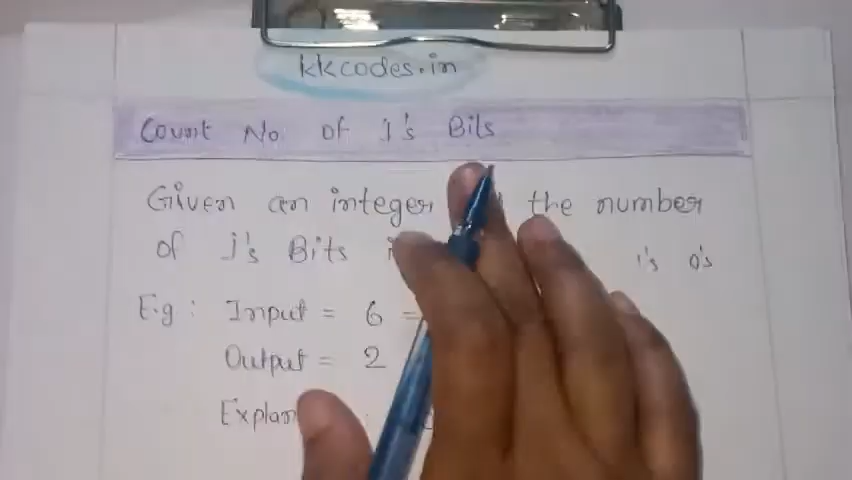 kkcodes.in
Count No of 1's Bits
Given an integer the number
of 1's Bits 1's 0's
E.g : Input = 6 =
Output = 2
Explan :